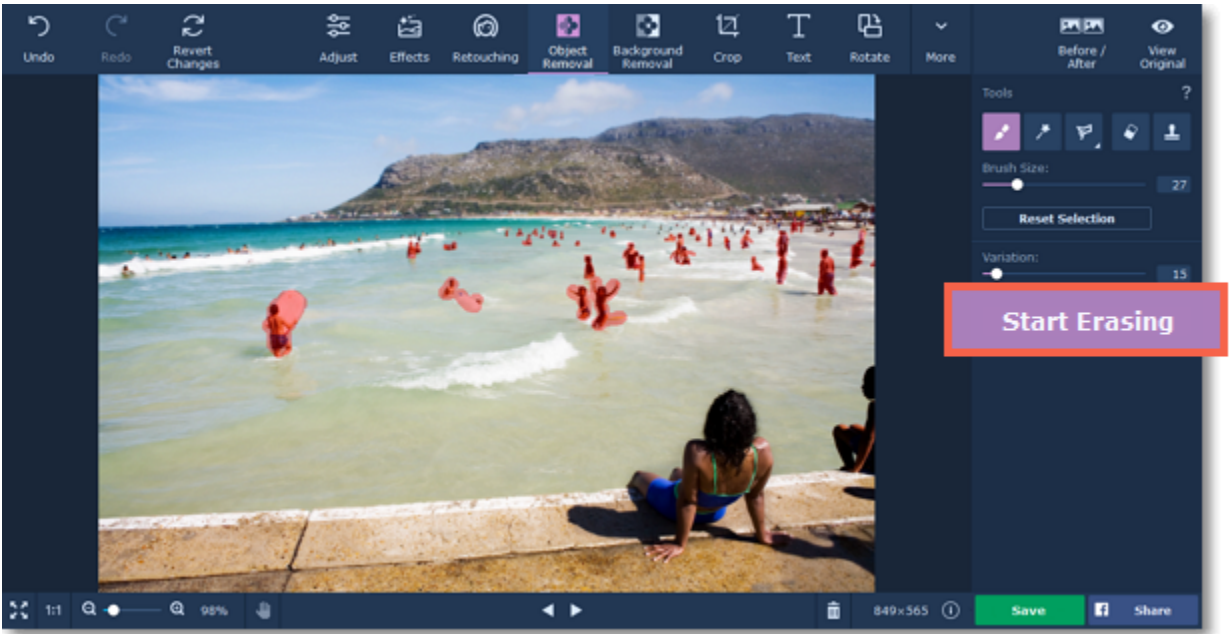 Undo
Redo
Revert
Changes
Adjust
Effects
Retouching
Object
Removal
Background
Removal
Crop
Text
Rotate
More
Before /
After
View
Original
Tools
?
Brush Size:
27
Reset Selection
Variation:
15
Start Erasing
1:1
98%
849×565
Save
Share